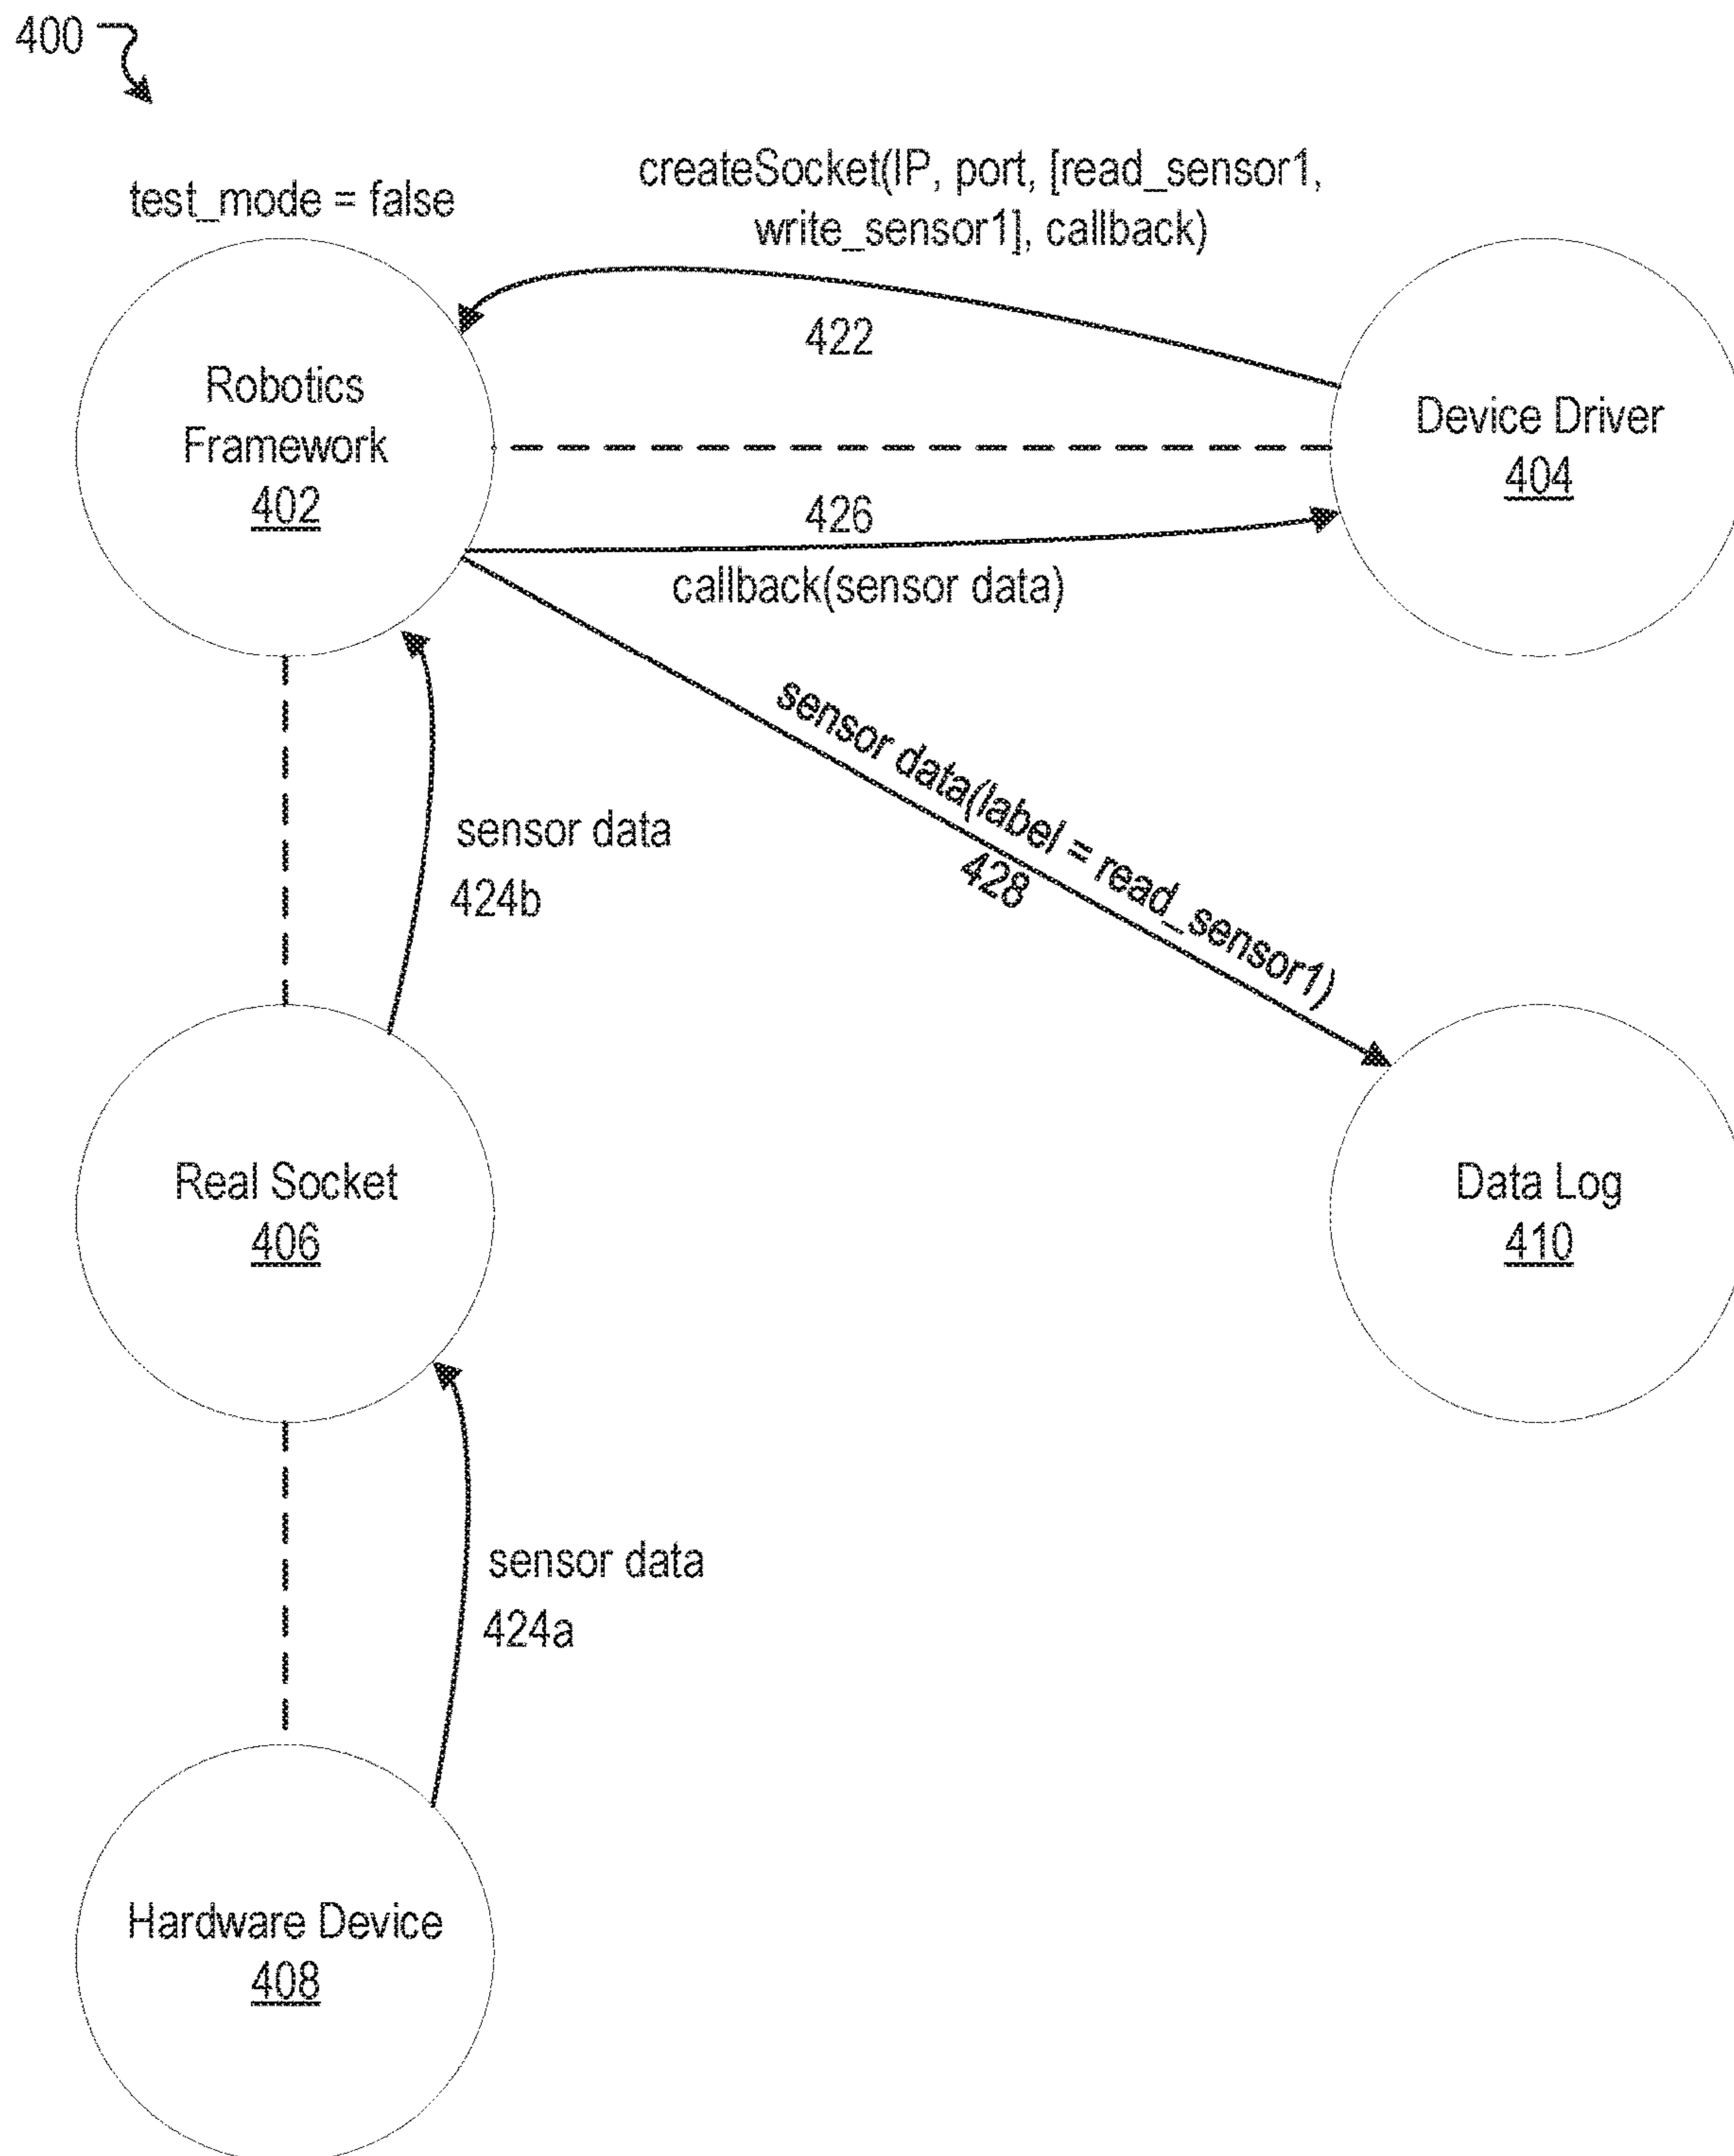 400
test_mode = false
createSocket(IP, port, [read_sensor1,
write_sensor1], callback)
422
Robotics
Framework
402
Device Driver
404
426
callback(sensor data)
sensor data(label = read_sensor1)
428
sensor data
424b
Real Socket
406
Data Log
410
sensor data
424a
Hardware Device
408